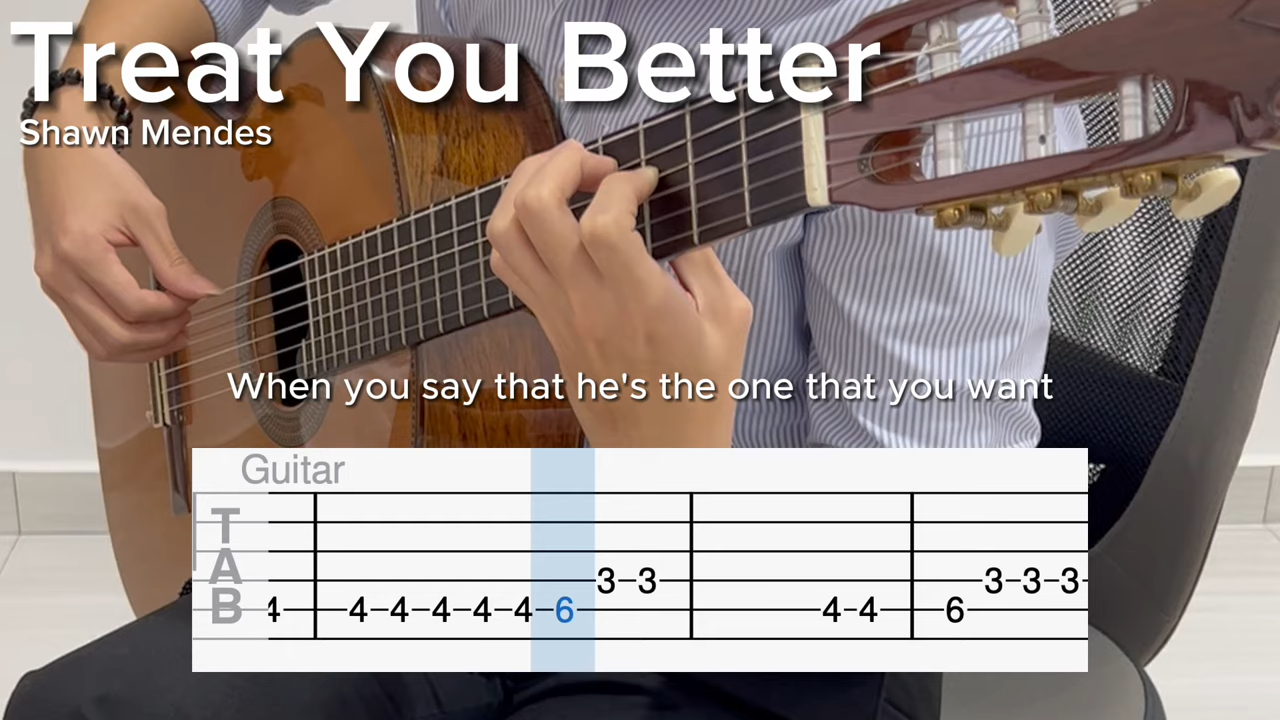 Treat You Better
Shawn Mendes
When you say that he's the one that you want
Guitar
TAB
3-3 3-3-3
4 4-4-4-4-4-6 4-4 6